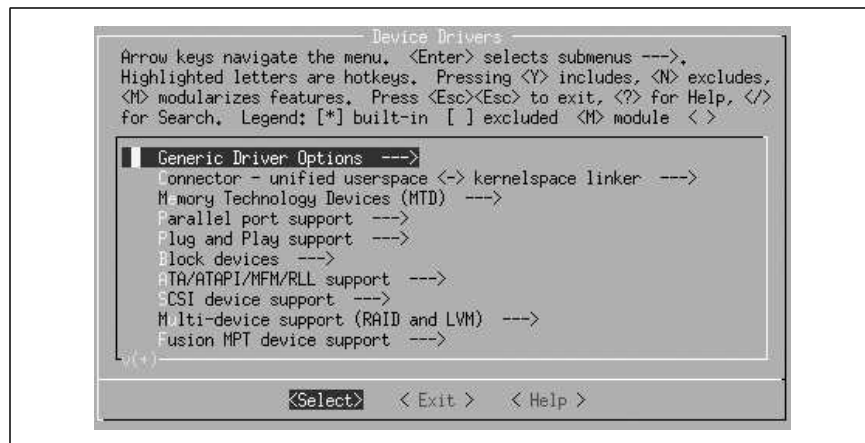 Device Drivers
Arrow keys navigate the menu. <Enter> selects submenus --->.
Highlighted letters are hotkeys. Pressing <Y> includes, <N> excludes,
<M> modularizes features. Press <Esc><Esc> to exit, <?> for Help, </>
for Search. Legend: [*] built-in [ ] excluded <M> module < >
Generic Driver Options --->
Connector - unified userspace <-> kernelspace linker --->
Memory Technology Devices (MTD) --->
Parallel port support --->
Plug and Play support --->
Block devices --->
ATA/ATAPI/MFM/RLL support --->
SCSI device support --->
Multi-device support (RAID and LVM) --->
Fusion MPT device support --->
v(+)
<Select> < Exit > < Help >